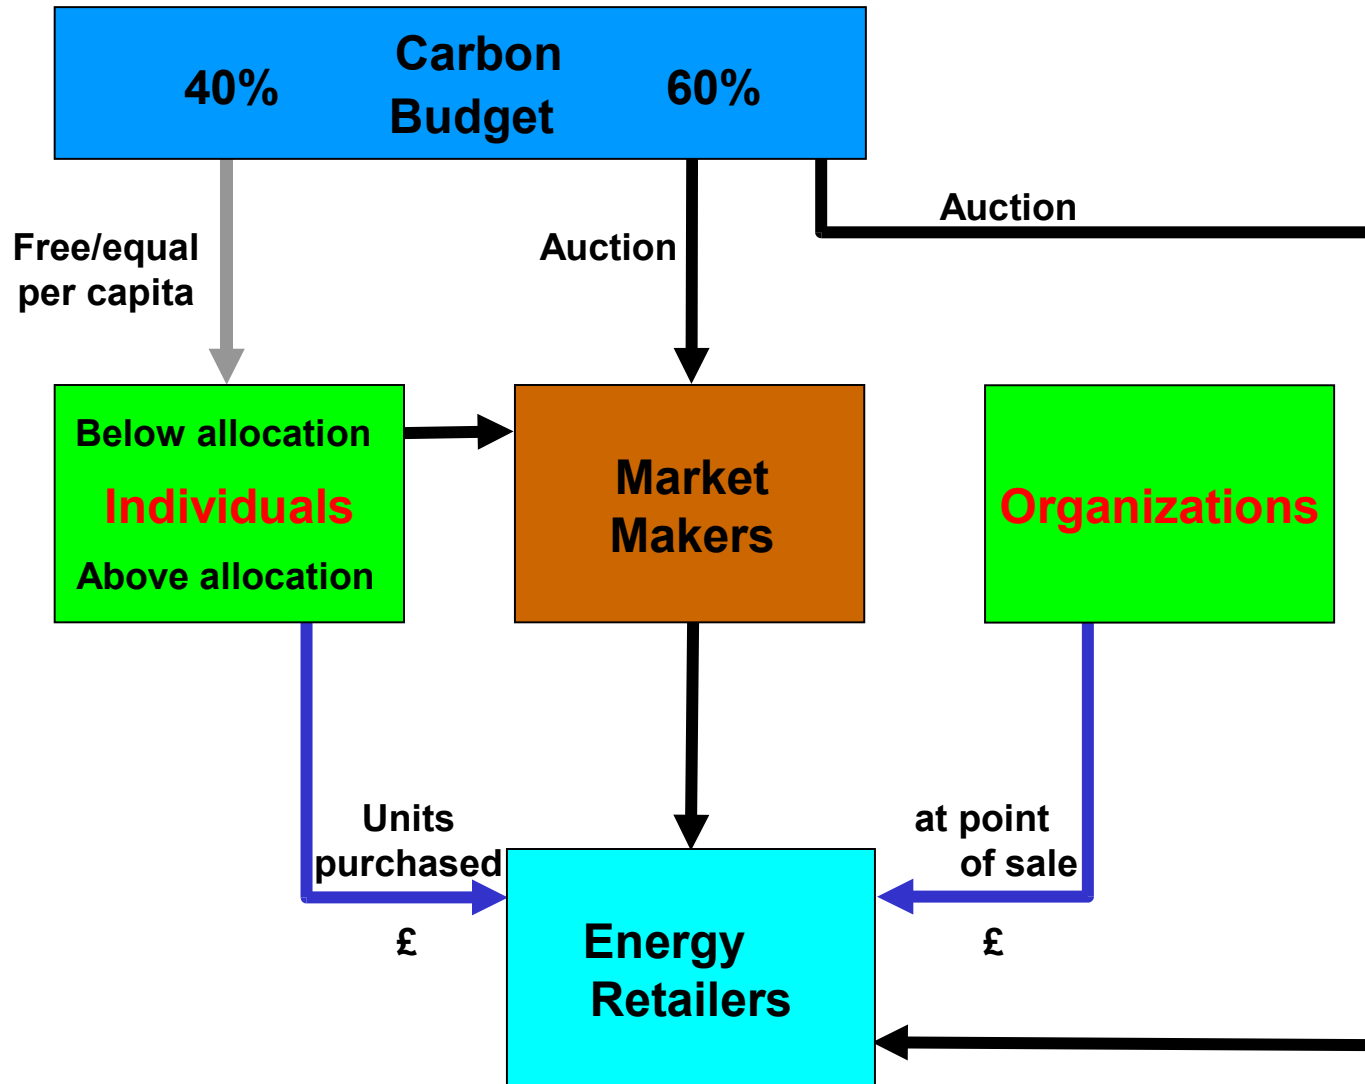 Carbon
40%
60%
Budget
Auction
Free/equal
per capita
Auction
Below allocation
Individuals
Above allocation
Market
Makers
Organizations
Units
purchased
at point
of sale
£
£
Energy
Retailers